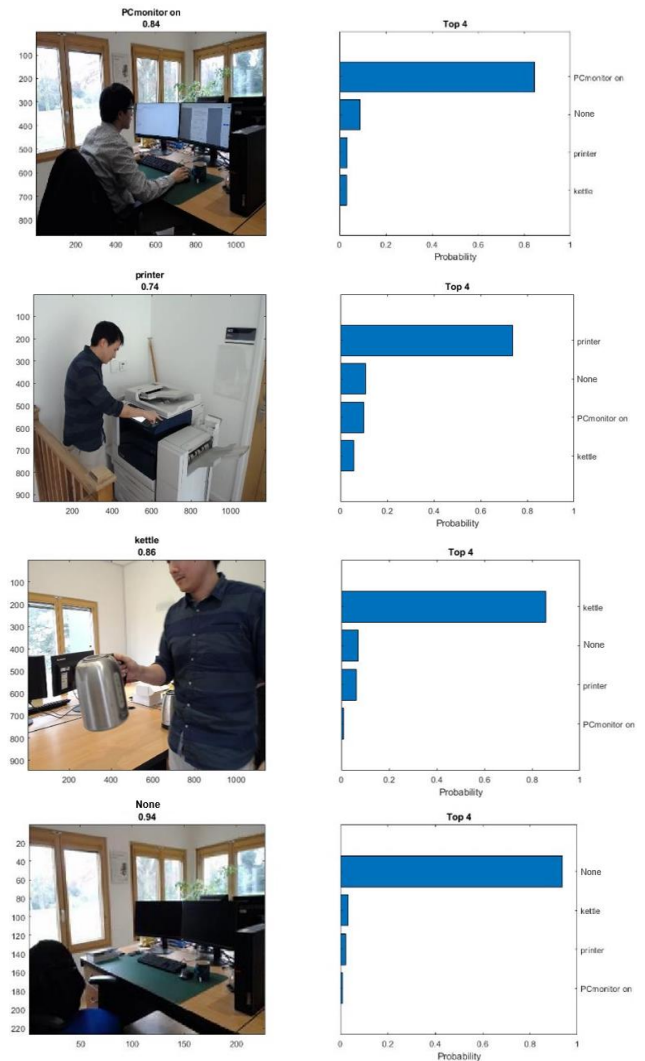 PCmonitor on
0.84
100
200
300
400
500
600
700
800
200 400 600 800 1000
Top 4
PCmonitor on
None
printer
kettle
0 0.2 0.4 0.6 0.8 1
Probability
printer
0.74
100
200
300
400
500
600
700
800
900
200 400 600 800 1000
Top 4
printer
None
PCmonitor on
kettle
0 0.2 0.4 0.6 0.8 1
Probability
kettle
0.86
100
200
300
400
500
600
700
800
900
200 400 600 800 1000
Top 4
kettle
None
printer
PCmonitor on
0 0.2 0.4 0.6 0.8 1
Probability
None
0.94
20
40
60
80
100
120
140
160
180
200
220
50 100 150 200
Top 4
None
kettle
printer
PCmonitor on
0 0.2 0.4 0.6 0.8 1
Probability